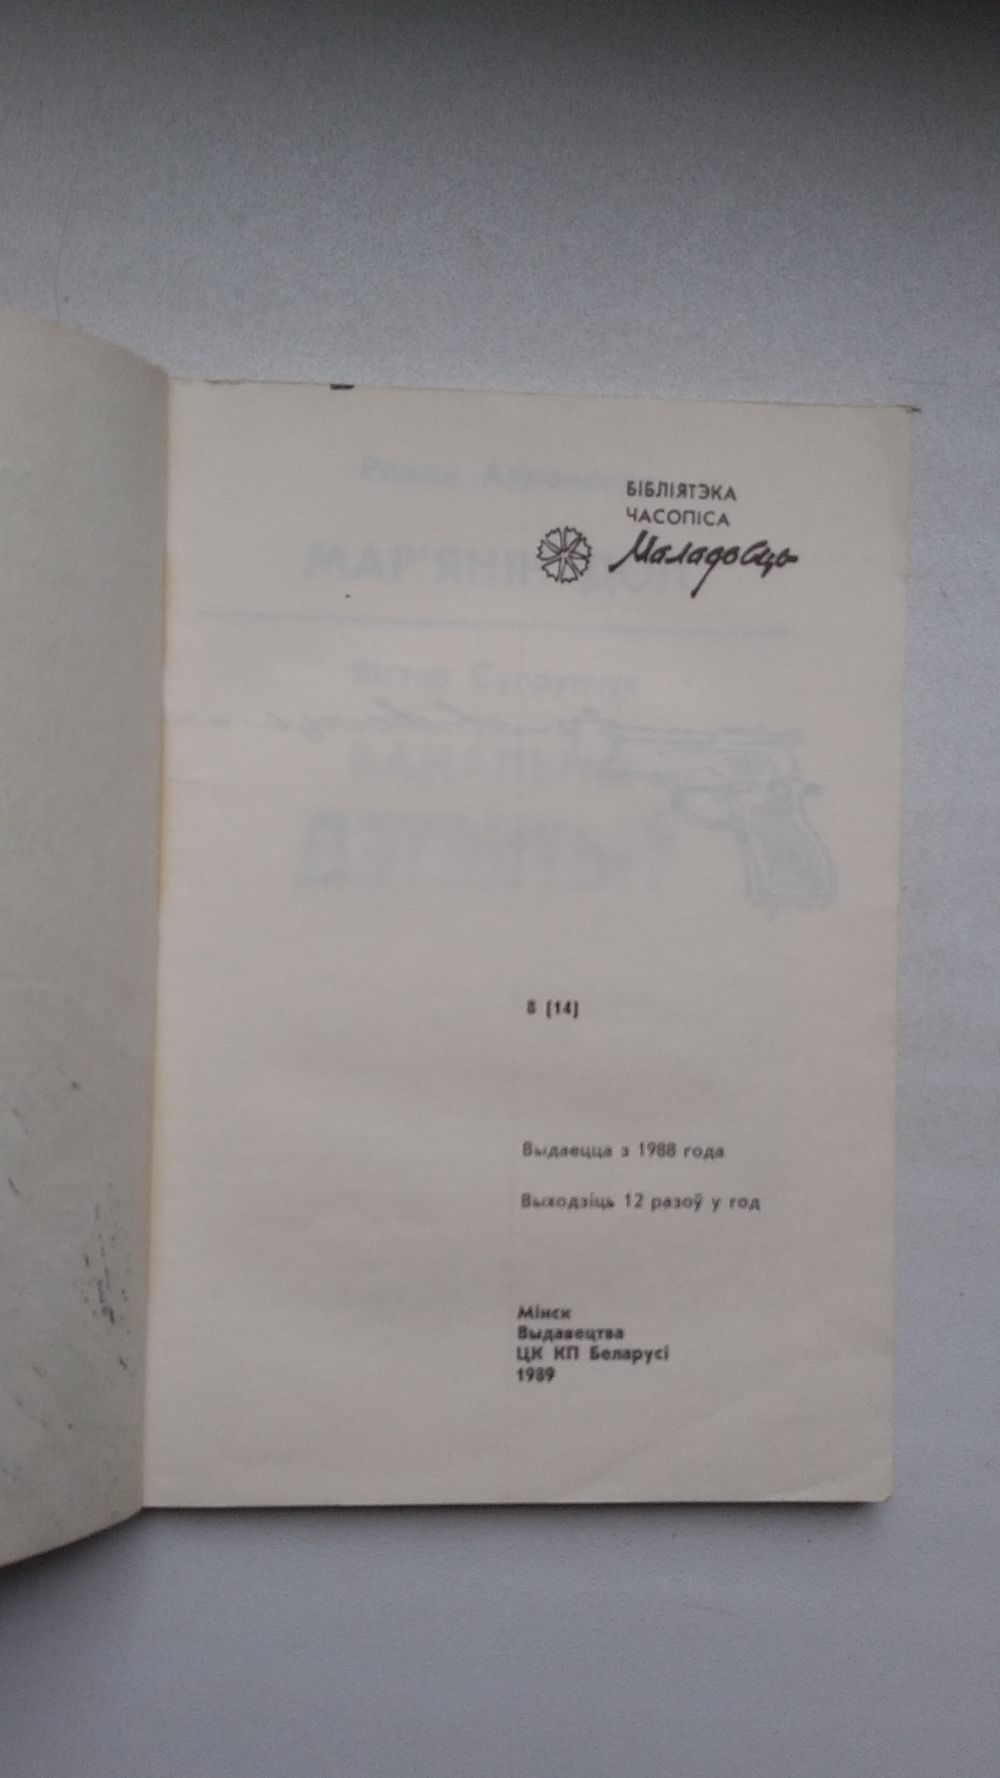 БІБЛІЯТЭКА
ЧАСОПІСА
Маладосць
8 (14)
Выдаецца з 1988 года
Выходзіць 12 разоў у год
Мінск
Выдавецтва
ЦК КП Беларусі
1989